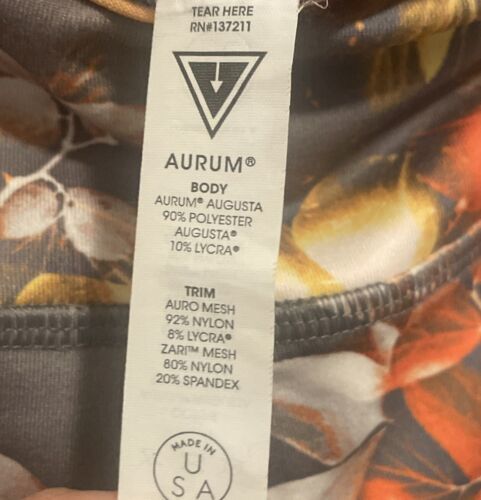 TEAR HERE
RN#137211
AURUM®
BODY
AURUM® AUGUSTA
90% POLYESTER
AUGUSTA®
10% LYCRA®
TRIM
AURO MESH
92% NYLON
8% LYCRA®
ZARI™ MESH
80% NYLON
20% SPANDEX
MADE IN
U
S A